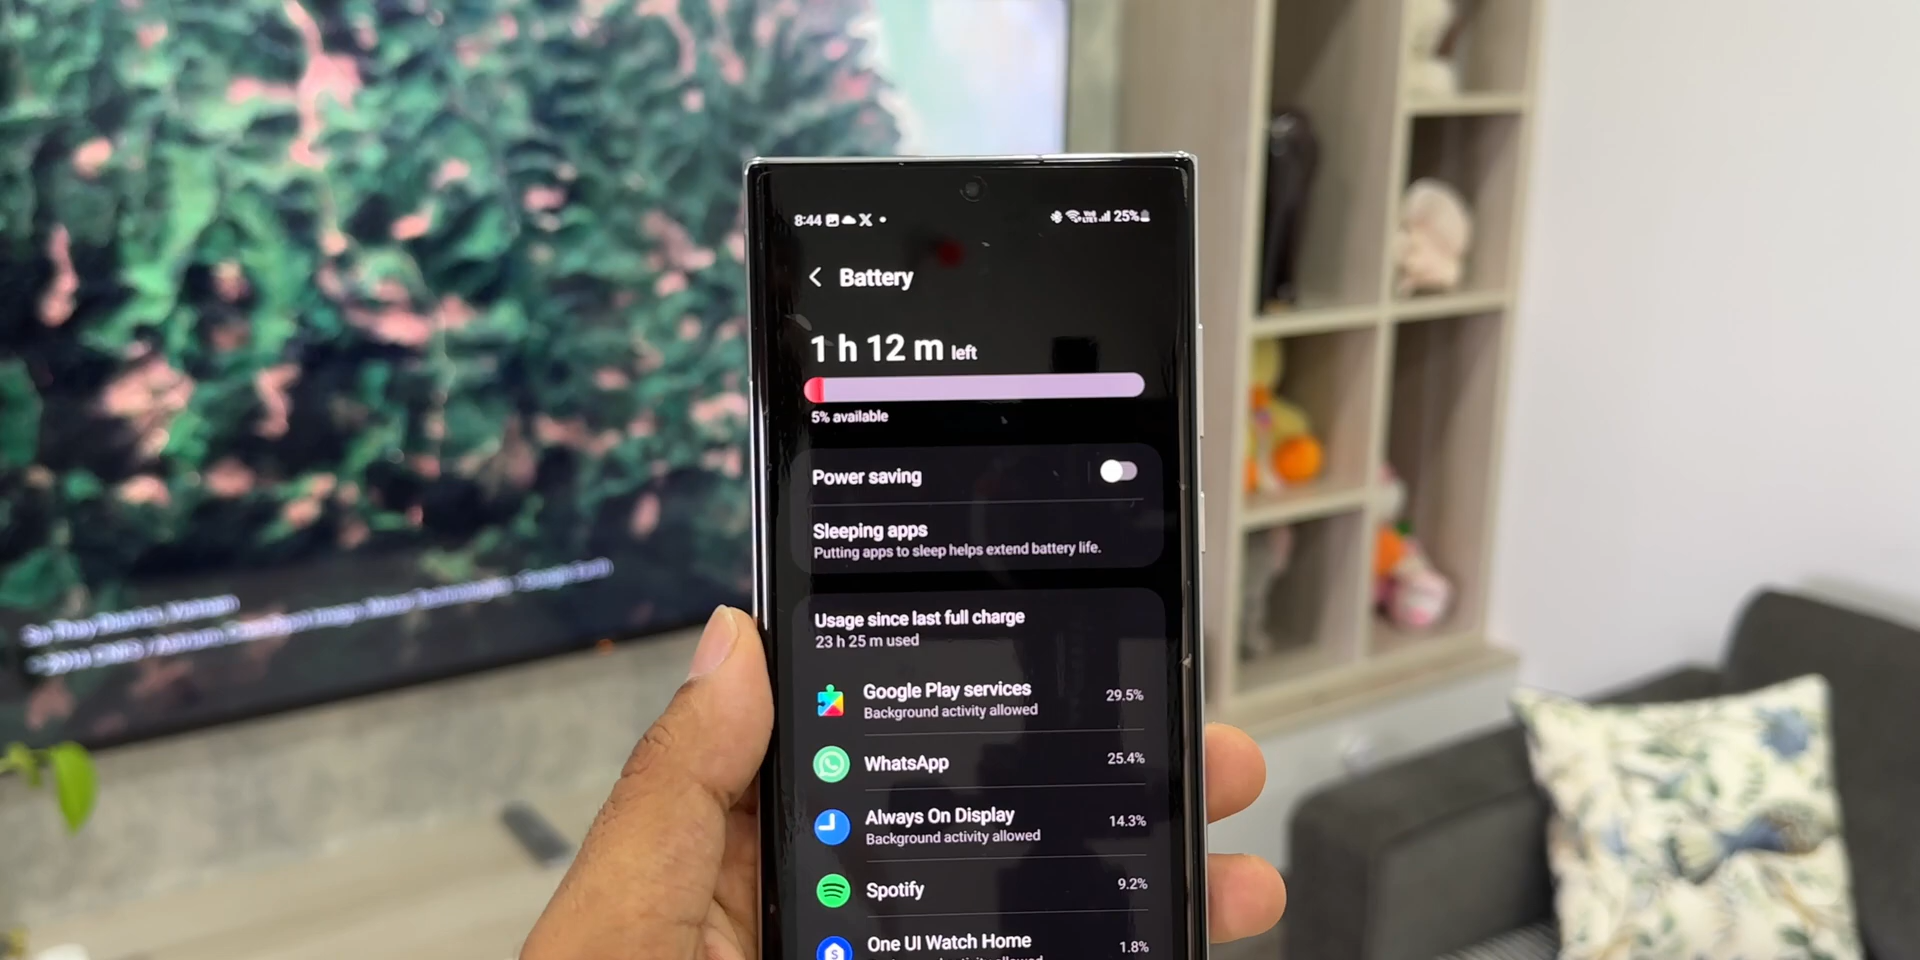 8:44 X 25%
Battery
1 h 12 m left
5% available
Power saving
Sleeping apps
Putting apps to sleep helps extend battery life.
Usage since last full charge
23 h 25 m used
Google Play services 29.5%
Background activity allowed
WhatsApp 25.4%
Always On Display 14.3%
Background activity allowed
Spotify 9.2%
One UI Watch Home 1.8%